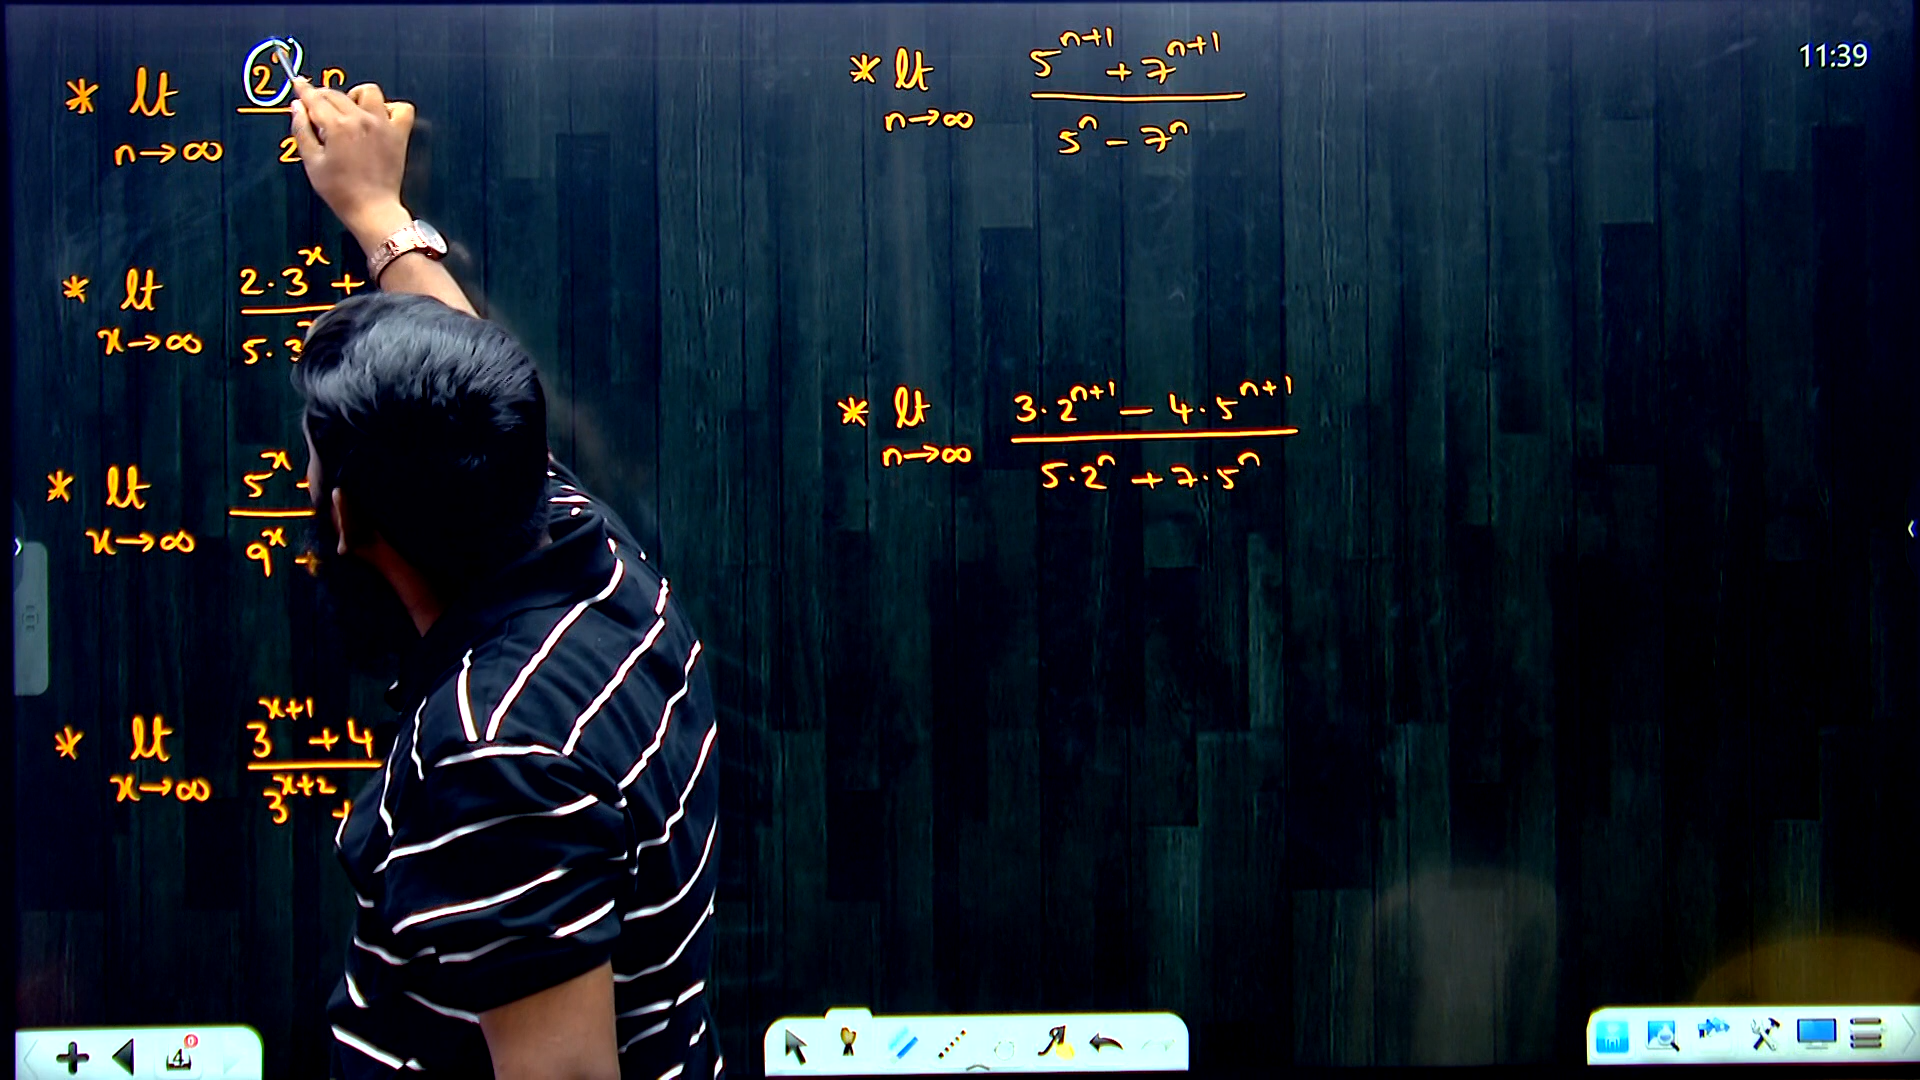 * lt n→∞ 2 n / 2
* lt x→∞ 2·3^x + / 5·3
* lt x→∞ 5^x / 9^x +
* lt x→∞ 3^{x+1} + 4 / 3^{x+2} +
* lt n→∞ 5^{n+1} + 7^{n+1} / 5^n − 7^n
* lt n→∞ 3·2^{n+1} − 4·5^{n+1} / 5·2^n + 7·5^n
11:39
4